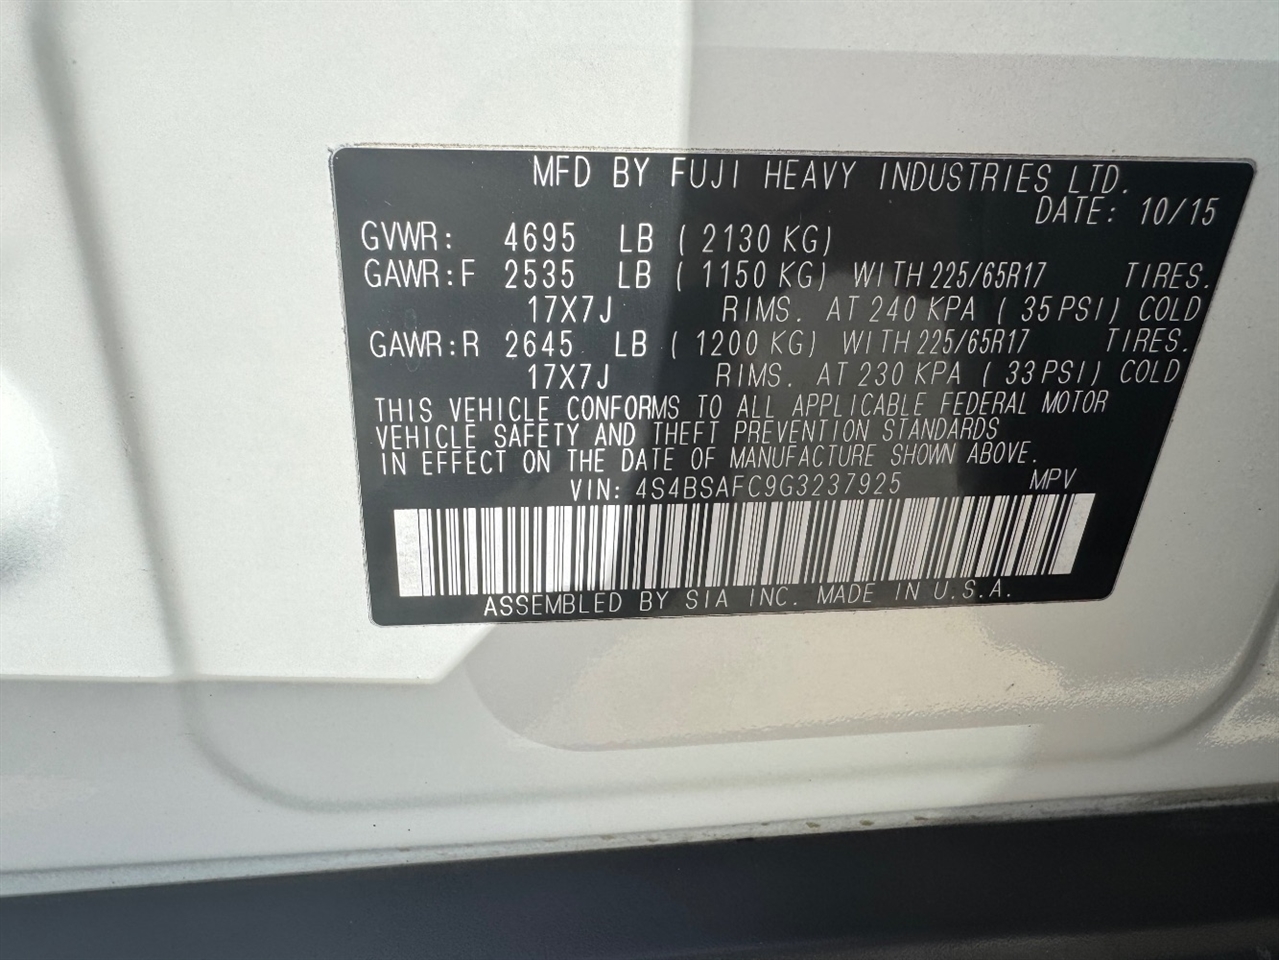 MFD BY FUJI HEAVY INDUSTRIES LTD.
DATE: 10/15
GVWR: 4695 LB ( 2130 KG)
GAWR:F 2535 LB ( 1150 KG) WITH 225/65R17 TIRES.
17X7J RIMS. AT 240 KPA ( 35 PSI) COLD
GAWR:R 2645 LB ( 1200 KG) WITH 225/65R17 TIRES.
17X7J RIMS. AT 230 KPA ( 33 PSI) COLD
THIS VEHICLE CONFORMS TO ALL APPLICABLE FEDERAL MOTOR
VEHICLE SAFETY AND THEFT PREVENTION STANDARDS
IN EFFECT ON THE DATE OF MANUFACTURE SHOWN ABOVE.
VIN: 4S4BSAFC9G3237925 MPV
ASSEMBLED BY SIA INC. MADE IN U.S.A.